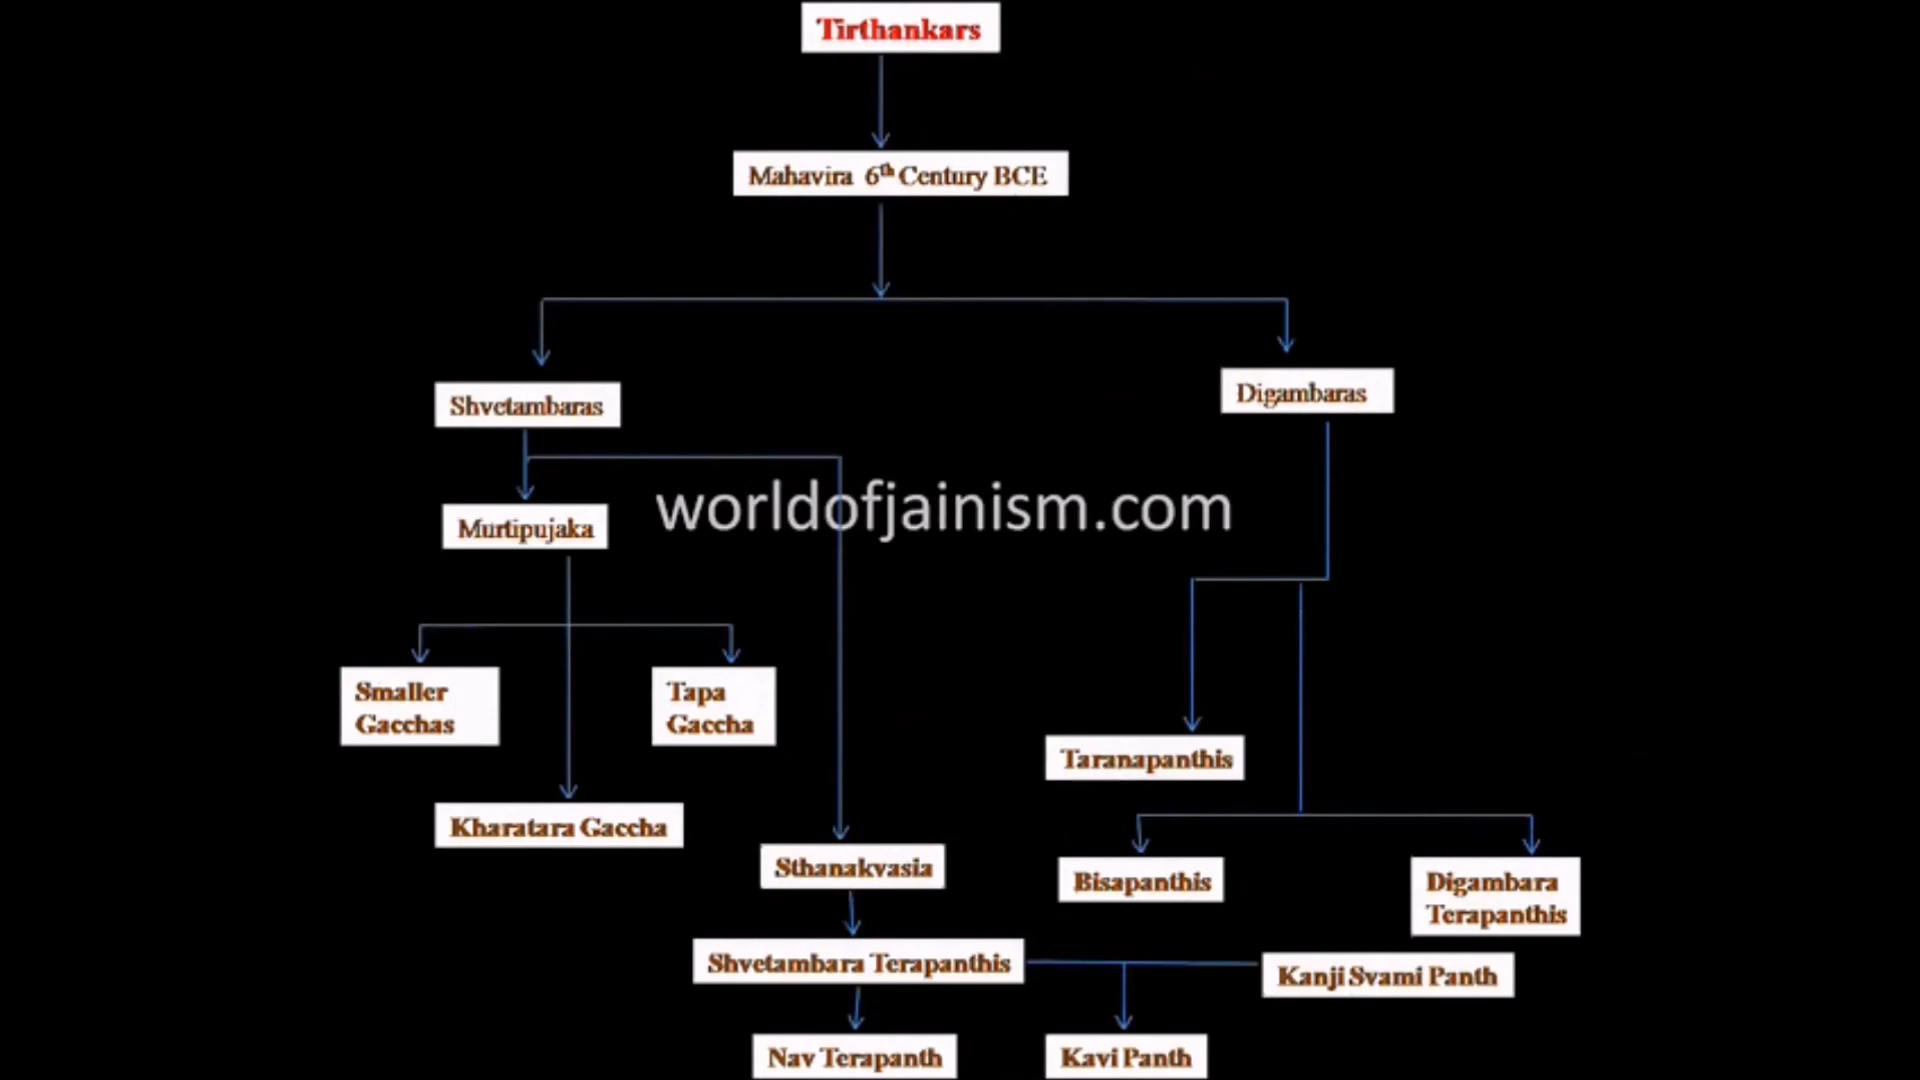 Tirthankars
Mahavira 6th Century BCE
Shvetambaras
Digambaras
Murtipujaka
worldofjainism.com
Smaller
Gacchas
Tapa
Gaccha
Taranapanthis
Kharatara Gaccha
Sthanakvasia
Bisapanthis
Digambara
Terapanthis
Shvetambara Terapanthis
Kanji Svami Panth
Nav Terapanth
Kavi Panth